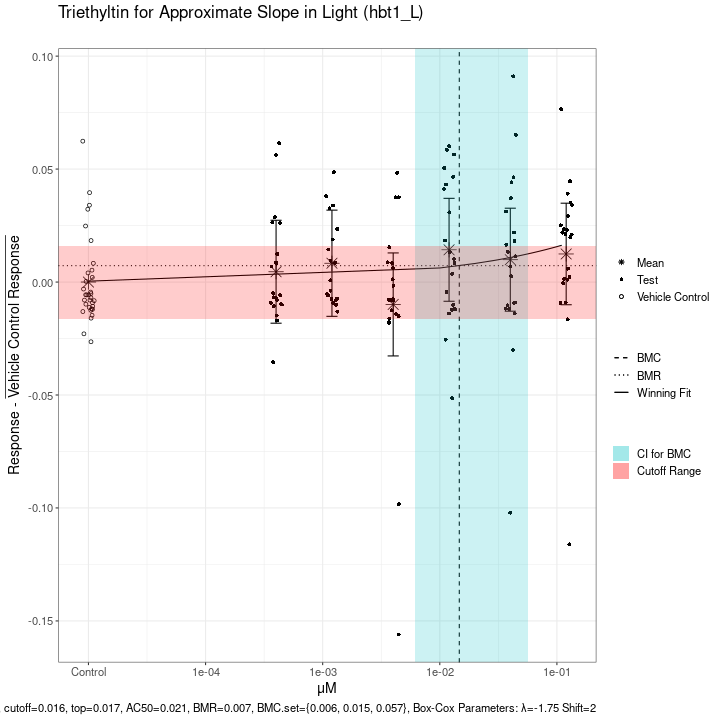 Triethyltin for Approximate Slope in Light (hbt1_L)
Response - Vehicle Control Response
0.10
0.05
0.00
-0.05
-0.10
-0.15
Control
1e-04
1e-03
1e-02
1e-01
μM
Mean
Test
Vehicle Control
BMC
BMR
Winning Fit
CI for BMC
Cutoff Range
cutoff=0.016, top=0.017, AC50=0.021, BMR=0.007, BMC.set={0.006, 0.015, 0.057}, Box-Cox Parameters: λ=-1.75 Shift=2